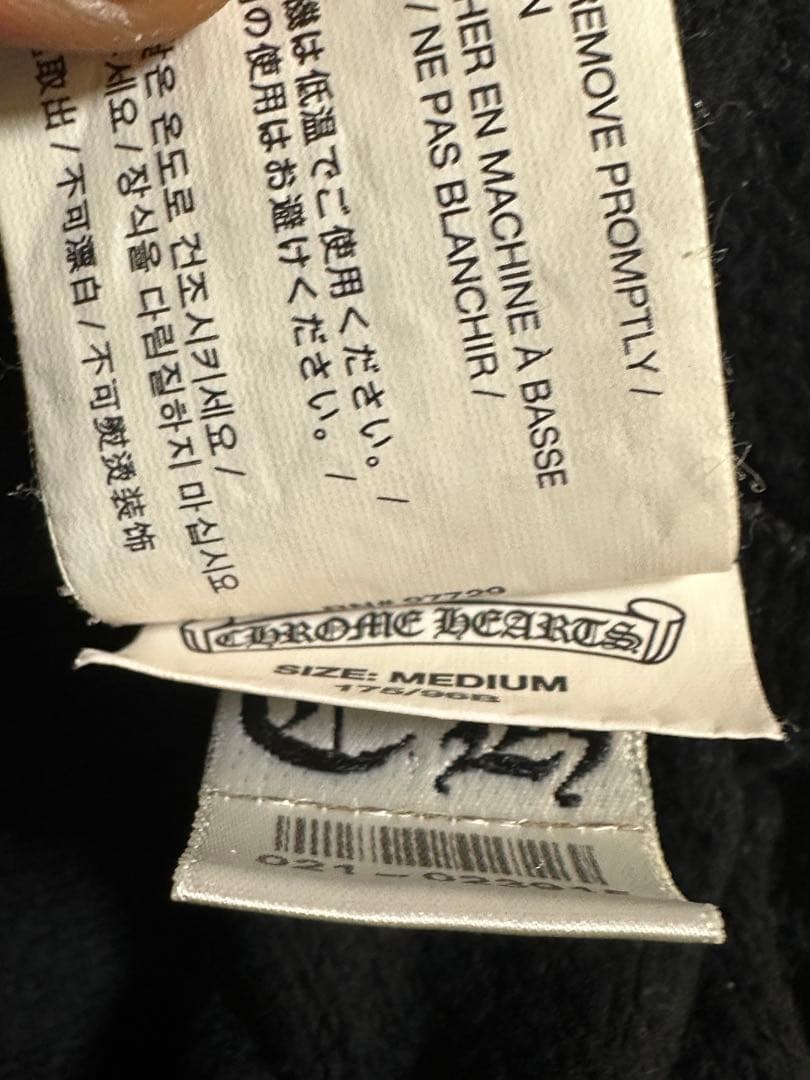 REMOVE PROMPTLY /
N
HER EN MACHINE À BASSE
/ NE PAS BLANCHIR /
機は低温でご使用ください。/
の使用はお避けください。/
은 온도로 건조시키세요 /
세요 / 장식을 다림질하지 마십시오
取出 / 不可漂白 / 不可熨烫装饰
CHROME HEARTS
SIZE: MEDIUM
175/96B
CH